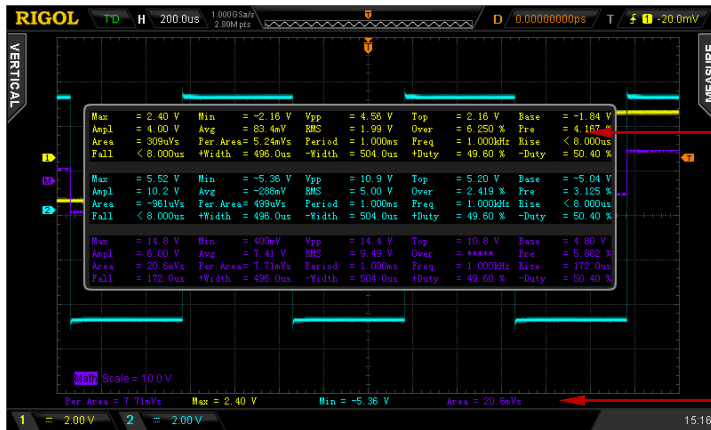 RIGOL T'D H 200.0us 1.000GSa/s 2.80M pts D 0.00000000ps T 1 -20.0mV
VERTICAL
MEASURE
T
Max = 2.40 V Min = -2.16 V Vpp = 4.56 V Top = 2.16 V Base = -1.84 V
Ampl = 4.00 V Avg = 83.4mV RMS = 1.99 V Over = 6.250 % Pre = 4.167 %
Area = 309uVs Per.Area= 5.24mVs Period = 1.000ms Freq = 1.000kHz Rise < 8.000us
Fall < 8.000us +Width = 496.0us -Width = 504.0us +Duty = 49.60 % -Duty = 50.40 %
1
T
Max = 5.52 V Min = -5.36 V Vpp = 10.9 V Top = 5.20 V Base = -5.04 V
M
Ampl = 10.2 V Avg = -288mV RMS = 5.00 V Over = 2.419 % Pre = 3.125 %
Area = -961uVs Per.Area= 499uVs Period = 1.000ms Freq = 1.000kHz Rise < 8.000us
2
Fall < 8.000us +Width = 496.0us -Width = 504.0us +Duty = 49.60 % -Duty = 50.40 %
Max = 14.8 V Min = 400mV Vpp = 14.4 V Top = 10.8 V Base = 4.80 V
Ampl = 6.00 V Avg = 7.41 V RMS = 9.49 V Over = ***** Pre = 5.882 %
Area = 20.6mVs Per.Area= 7.71mVs Period = 1.000ms Freq = 1.000kHz Rise = 172.0us
Fall = 172.0us +Width = 496.0us -Width = 504.0us +Duty = 49.60 % -Duty = 50.40 %
Math Scale = 10.0 V
Per.Area = 7.71mVs Max = 2.40 V Min = -5.36 V Area = 20.6mVs
1 = 2.00 V 2 = 2.00 V 15:16